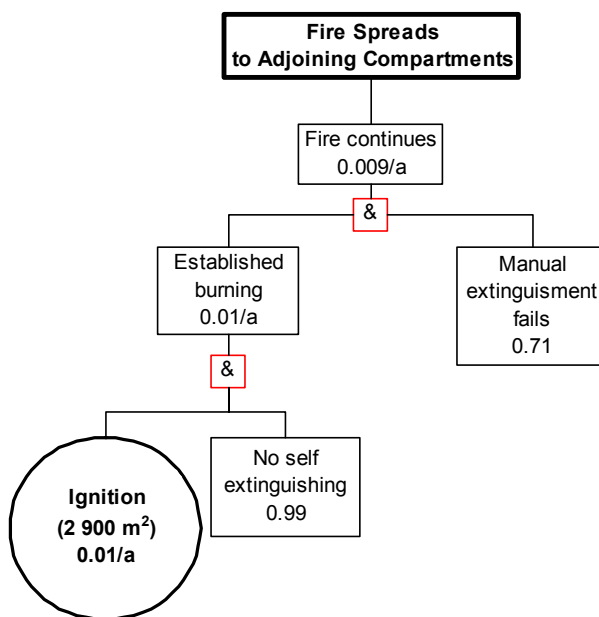 Fire Spreads
to Adjoining Compartments
Fire continues
0.009/a
&
Established
burning
0.01/a
Manual
extinguisment
fails
0.71
&
Ignition
(2 900 m²)
0.01/a
No self
extinguishing
0.99